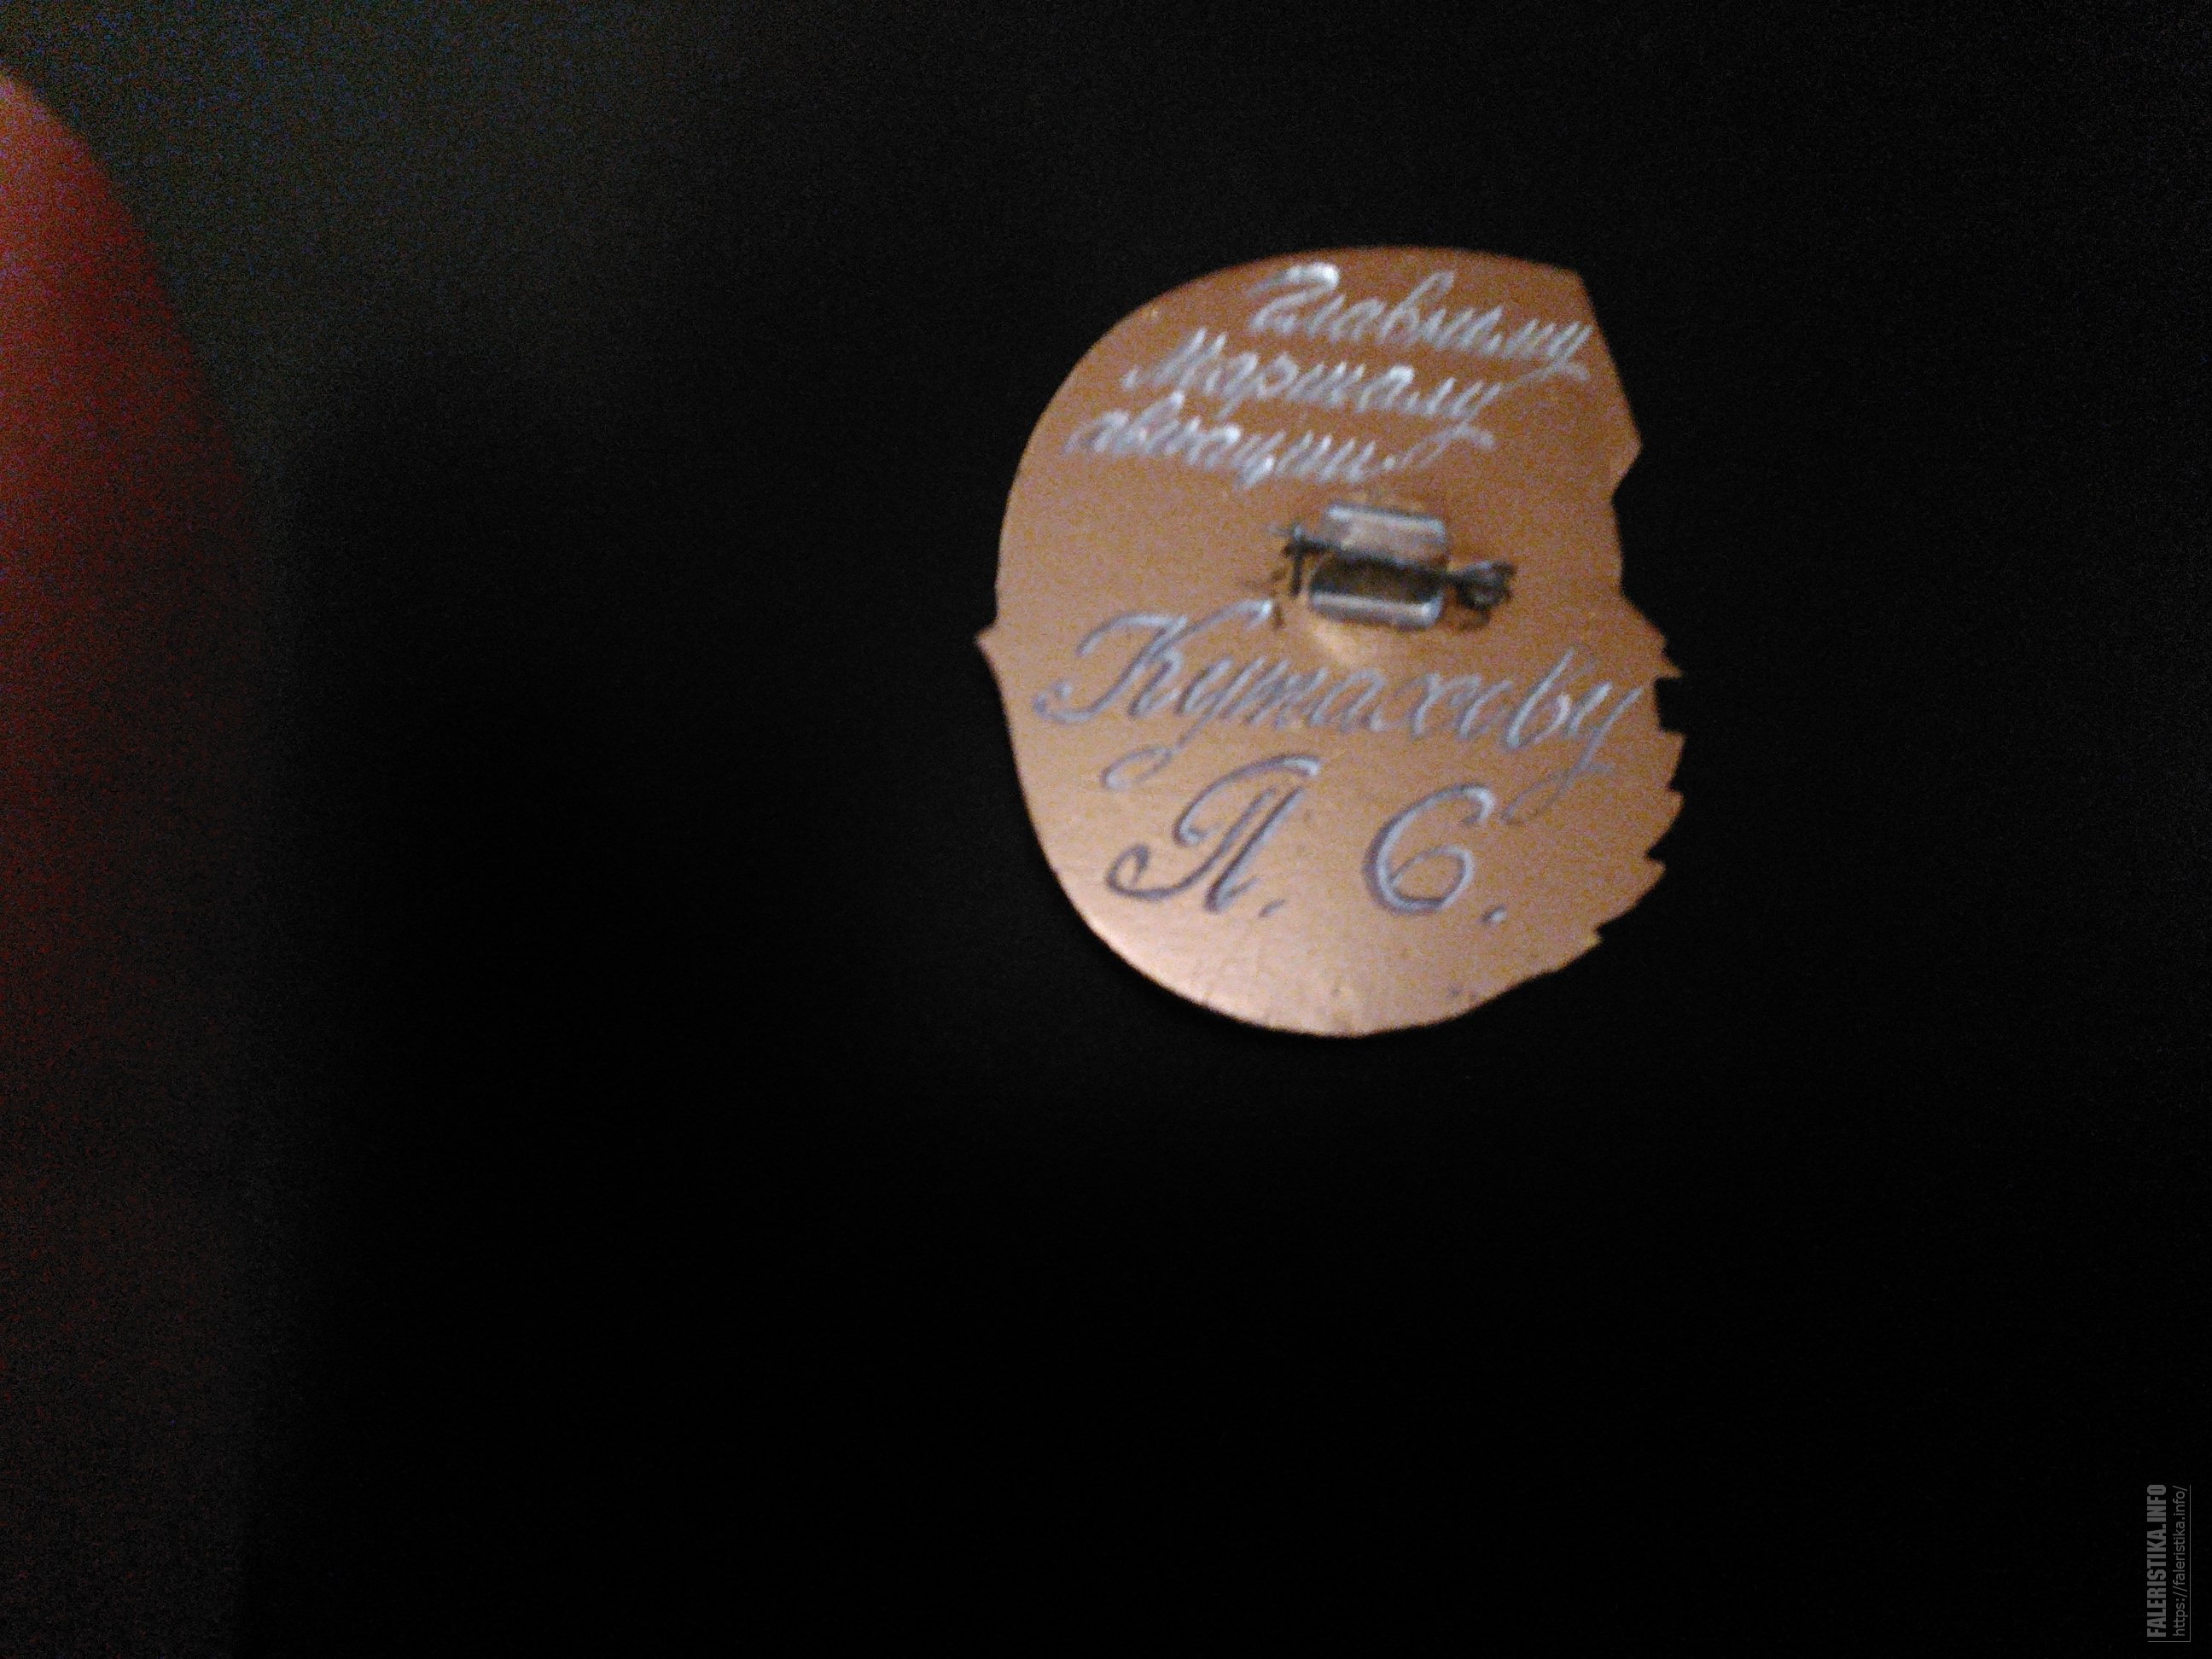 Главному
Маршалу
авиации
Кутахову
П. С.
FALERISTIKA.INFO
https://faleristika.info/